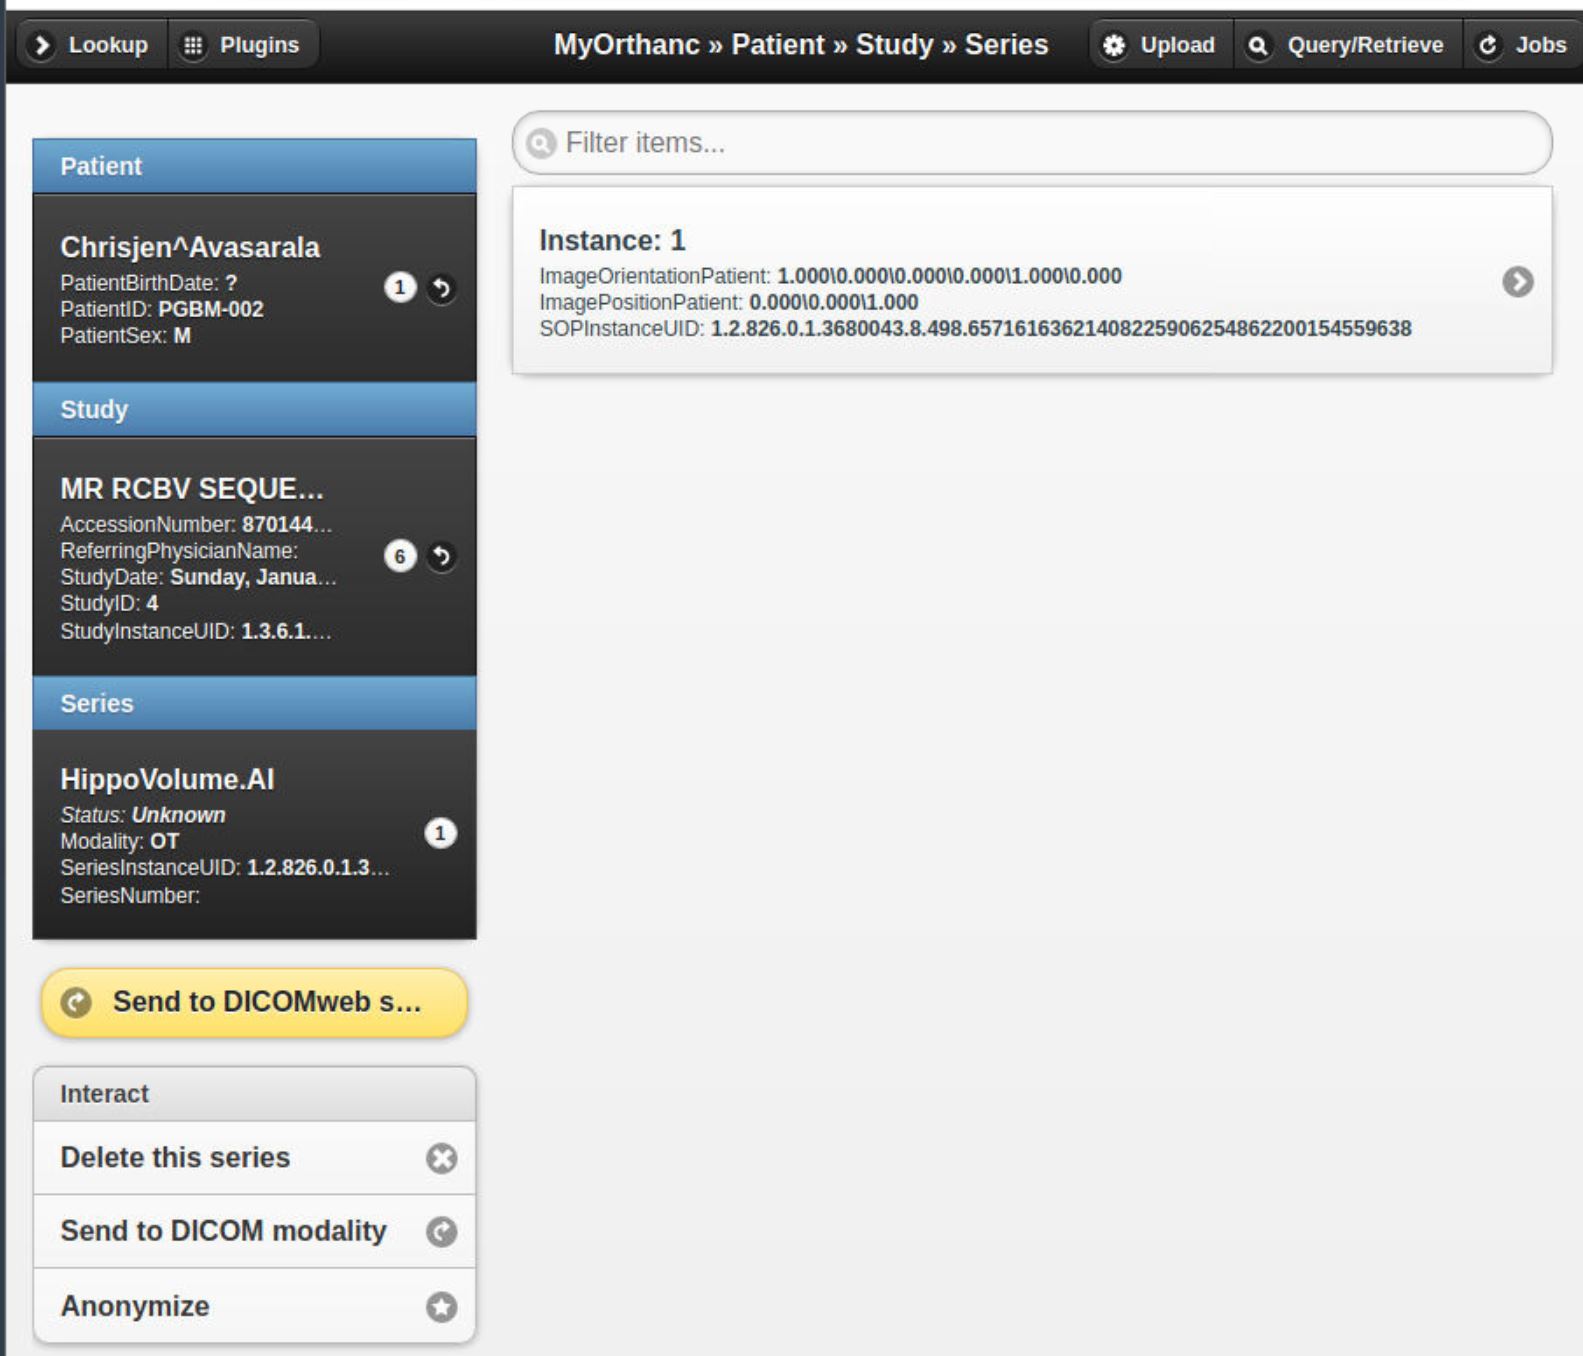 Lookup
Plugins
MyOrthanc » Patient » Study » Series
Upload
Query/Retrieve
Jobs
Patient
Chrisjen^Avasarala
PatientBirthDate: ?
PatientID: PGBM-002
PatientSex: M
1
Study
MR RCBV SEQUE...
AccessionNumber: 870144...
ReferringPhysicianName:
StudyDate: Sunday, Janua...
StudyID: 4
StudyInstanceUID: 1.3.6.1....
6
Series
HippoVolume.AI
Status: Unknown
Modality: OT
SeriesInstanceUID: 1.2.826.0.1.3...
SeriesNumber:
1
Send to DICOMweb s...
Interact
Delete this series
Send to DICOM modality
Anonymize
Filter items...
Instance: 1
ImageOrientationPatient: 1.000\0.000\0.000\0.000\1.000\0.000
ImagePositionPatient: 0.000\0.000\1.000
SOPInstanceUID: 1.2.826.0.1.3680043.8.498.65716163621408225906254862200154559638